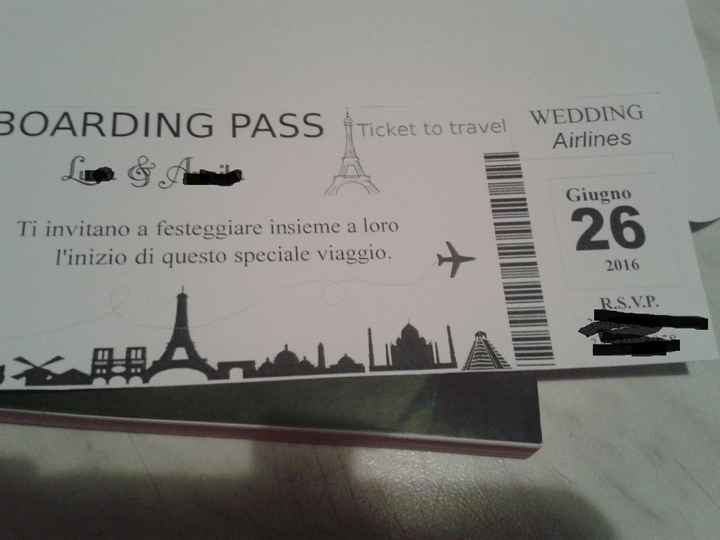 BOARDING PASS
Ticket to travel
WEDDING
Airlines
&
Ti invitano a festeggiare insieme a loro
l'inizio di questo speciale viaggio.
Giugno
26
2016
R.S.V.P.